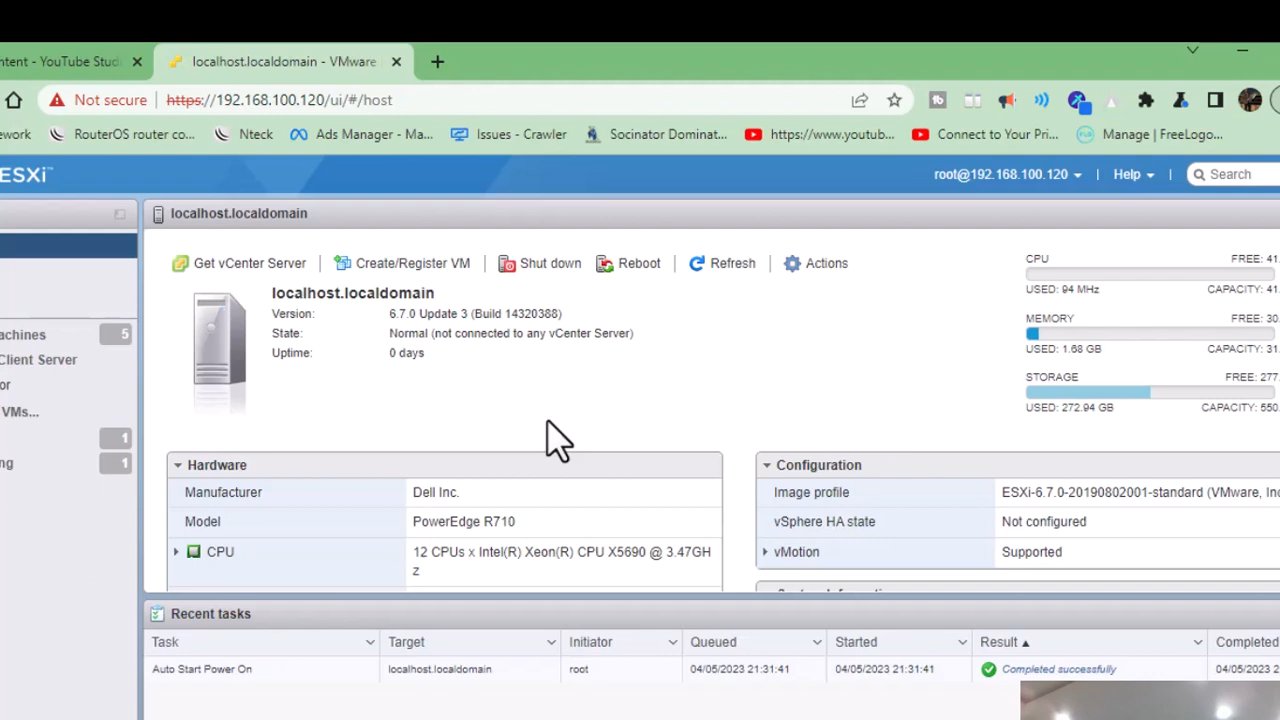 ntent - YouTube Studi
localhost.localdomain - VMware
Not secure https://192.168.100.120/ui/#/host
ework RouterOS router co... Nteck Ads Manager - Ma... Issues - Crawler Socinator Dominat... https://www.youtub... Connect to Your Pri... Manage | FreeLogo...
ESXi™ root@192.168.100.120 | Help | Search
localhost.localdomain
Get vCenter Server | Create/Register VM | Shut down Reboot | Refresh | Actions
localhost.localdomain
Version: 6.7.0 Update 3 (Build 14320388)
State: Normal (not connected to any vCenter Server)
Uptime: 0 days
CPU FREE: 41.
USED: 94 MHz CAPACITY: 41.
MEMORY FREE: 30.
USED: 1.68 GB CAPACITY: 31.
STORAGE FREE: 277.
USED: 272.94 GB CAPACITY: 550.
achines 5
Client Server
or
VMs...
1
ng 1
Hardware
Manufacturer Dell Inc.
Model PowerEdge R710
CPU 12 CPUs x Intel(R) Xeon(R) CPU X5690 @ 3.47GH
z
Configuration
Image profile ESXi-6.7.0-20190802001-standard (VMware, Inc
vSphere HA state Not configured
vMotion Supported
Recent tasks
Task Target Initiator Queued Started Result Completed
Auto Start Power On localhost.localdomain root 04/05/2023 21:31:41 04/05/2023 21:31:41 Completed successfully 04/05/2023 2